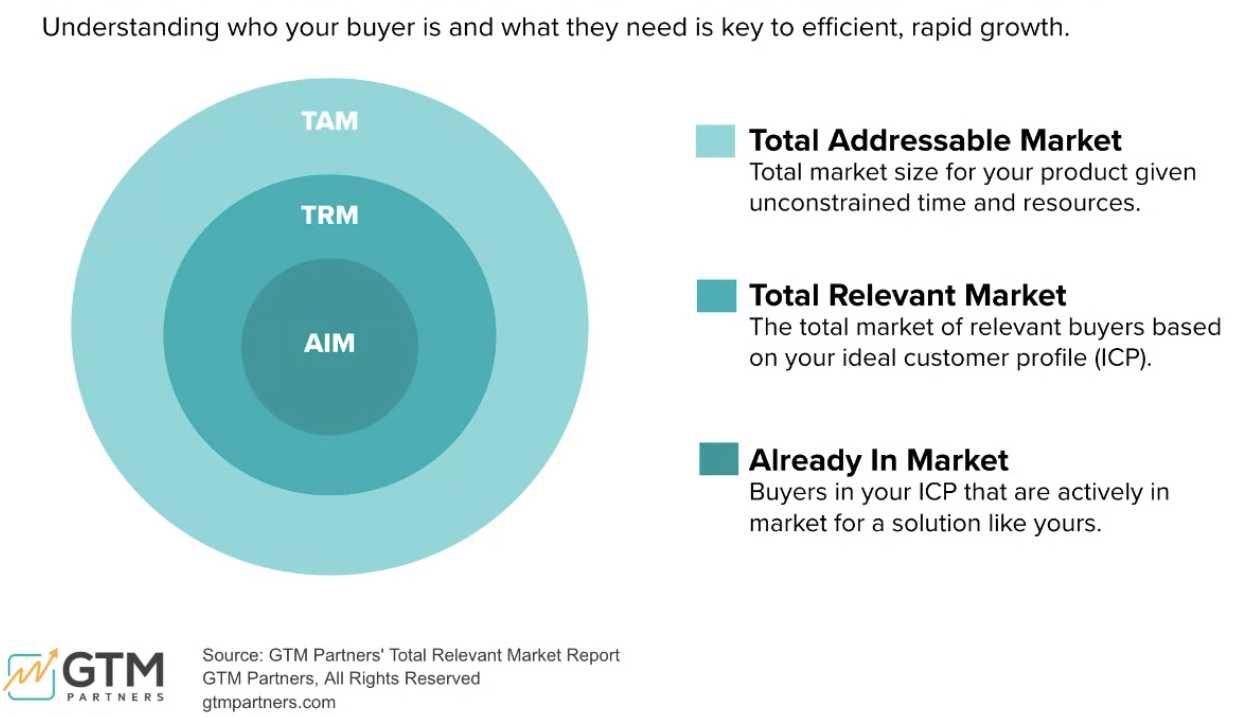 Understanding who your buyer is and what they need is key to efficient, rapid growth.
TAM
TRM
AIM
Total Addressable Market
Total market size for your product given
unconstrained time and resources.
Total Relevant Market
The total market of relevant buyers based
on your ideal customer profile (ICP).
Already In Market
Buyers in your ICP that are actively in
market for a solution like yours.
GTM
PARTNERS
Source: GTM Partners' Total Relevant Market Report
GTM Partners, All Rights Reserved
gtmpartners.com